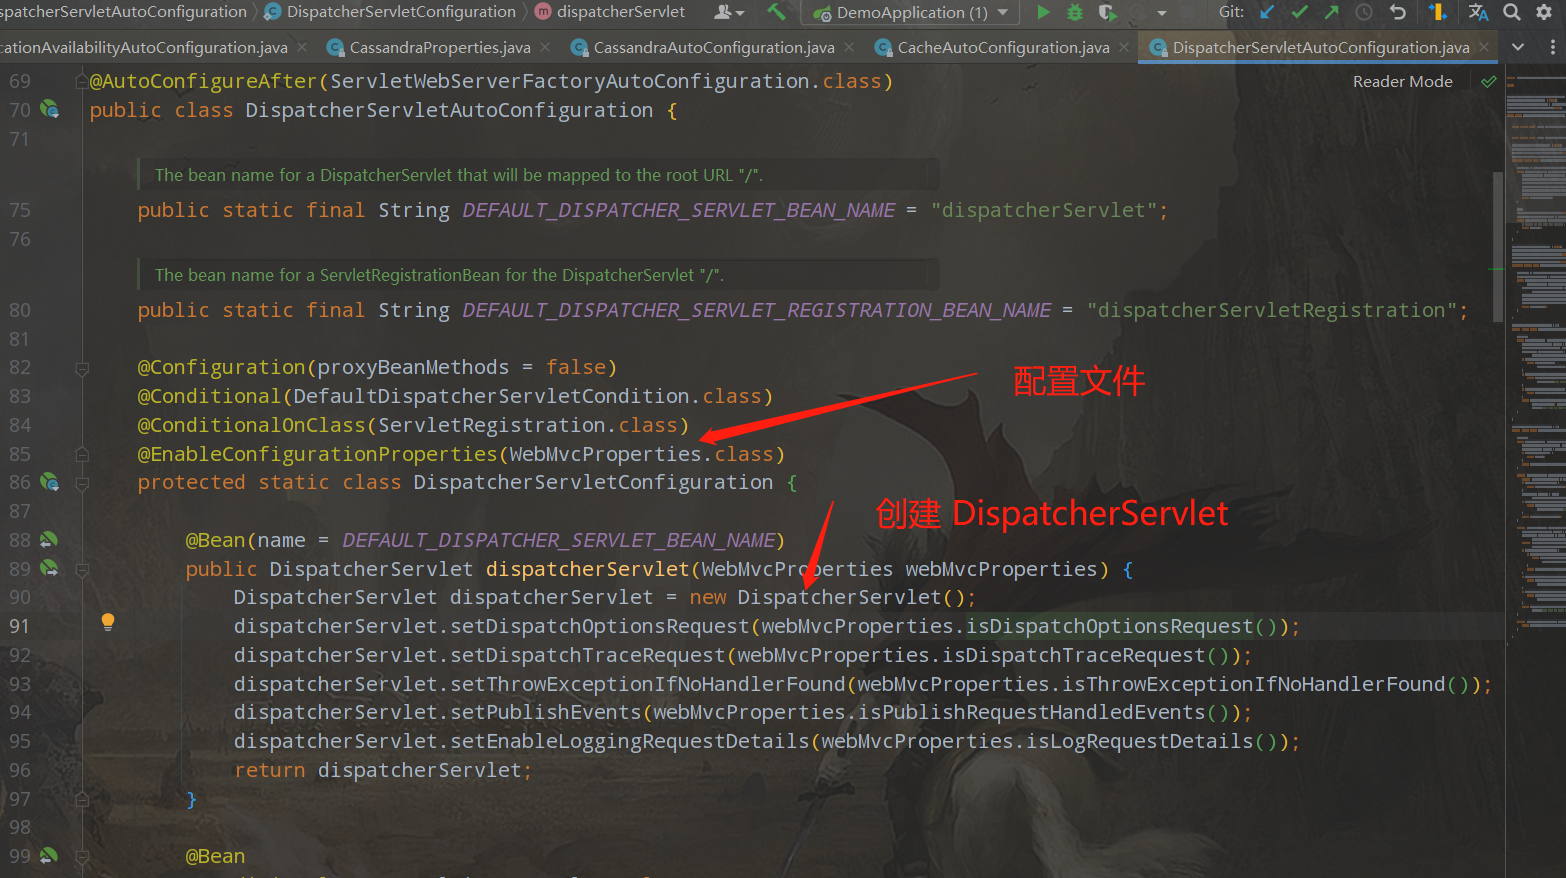 spatcherServletAutoConfiguration DispatcherServletConfiguration dispatcherServlet DemoApplication (1) Git:
cationAvailabilityAutoConfiguration.java CassandraProperties.java CassandraAutoConfiguration.java CacheAutoConfiguration.java DispatcherServletAutoConfiguration.java
Reader Mode
69 @AutoConfigureAfter(ServletWebServerFactoryAutoConfiguration.class)
70 public class DispatcherServletAutoConfiguration {
71
The bean name for a DispatcherServlet that will be mapped to the root URL "/".
75 public static final String DEFAULT_DISPATCHER_SERVLET_BEAN_NAME = "dispatcherServlet";
76
The bean name for a ServletRegistrationBean for the DispatcherServlet "/".
80 public static final String DEFAULT_DISPATCHER_SERVLET_REGISTRATION_BEAN_NAME = "dispatcherServletRegistration";
81
82 @Configuration(proxyBeanMethods = false)
配置文件
83 @Conditional(DefaultDispatcherServletCondition.class)
84 @ConditionalOnClass(ServletRegistration.class)
85 @EnableConfigurationProperties(WebMvcProperties.class)
86 protected static class DispatcherServletConfiguration {
87
创建 DispatcherServlet
88 @Bean(name = DEFAULT_DISPATCHER_SERVLET_BEAN_NAME)
89 public DispatcherServlet dispatcherServlet(WebMvcProperties webMvcProperties) {
90 DispatcherServlet dispatcherServlet = new DispatcherServlet();
91 dispatcherServlet.setDispatchOptionsRequest(webMvcProperties.isDispatchOptionsRequest());
92 dispatcherServlet.setDispatchTraceRequest(webMvcProperties.isDispatchTraceRequest());
93 dispatcherServlet.setThrowExceptionIfNoHandlerFound(webMvcProperties.isThrowExceptionIfNoHandlerFound());
94 dispatcherServlet.setPublishEvents(webMvcProperties.isPublishRequestHandledEvents());
95 dispatcherServlet.setEnableLoggingRequestDetails(webMvcProperties.isLogRequestDetails());
96 return dispatcherServlet;
97 }
98
99 @Bean